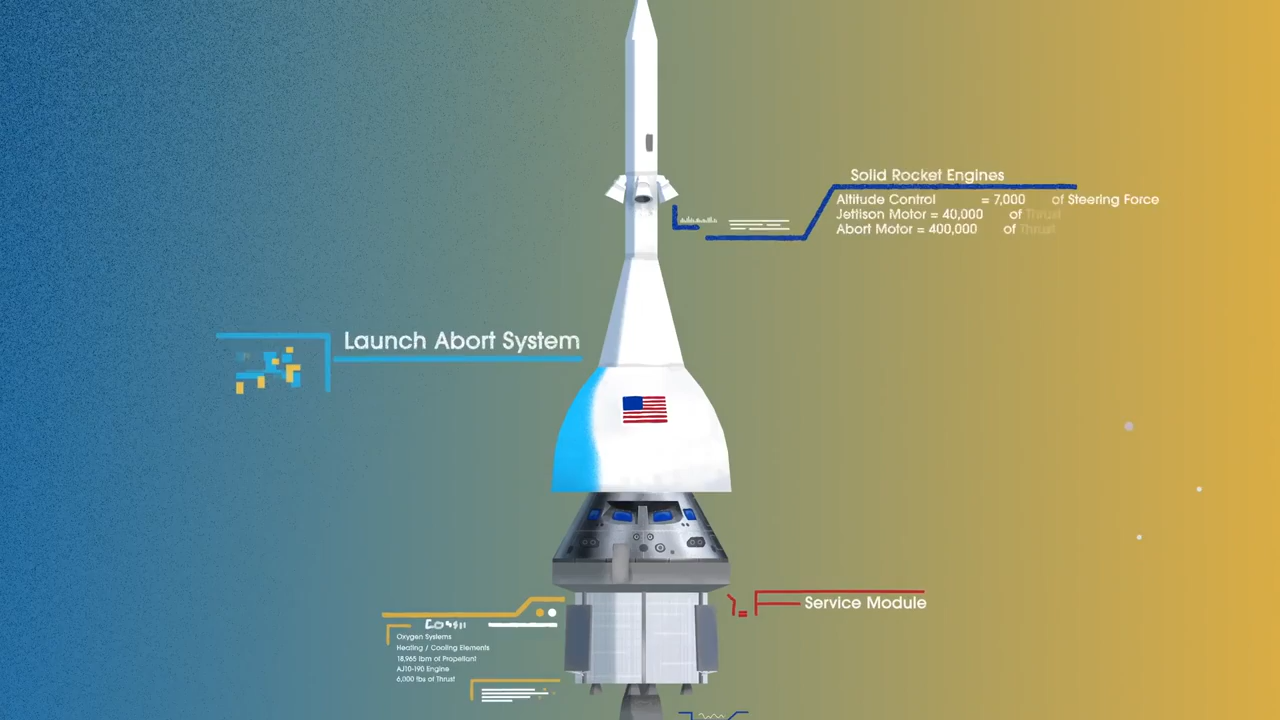 Solid Rocket Engines
Altitude Control = 7,000 of Steering Force
Jettison Motor = 40,000 of Thrust
Abort Motor = 400,000 of Thrust
Launch Abort System
Service Module
Oxygen Systems
Heating / Cooling Elements
18,965 lbm of Propellant
AJ10-190 Engine
6,000 lbs of Thrust